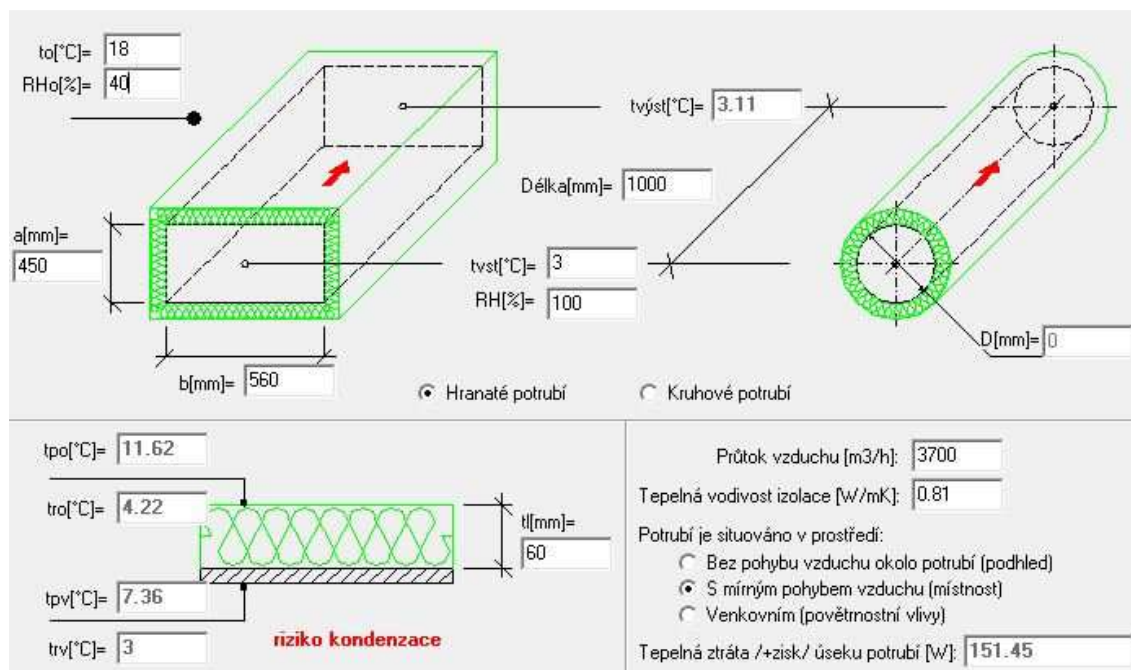 to[°C]= 18
RHo[%]= 40
tvýst[°C]= 3.11
Délka[mm]= 1000
a[mm]=
450
tvst[°C]= 3
RH[%]= 100
D[mm]= 0
b[mm]= 560
Hranaté potrubí
Kruhové potrubí
tpo[°C]= 11.62
tro[°C]= 4.22
tl[mm]=
60
tpv[°C]= 7.36
trv[°C]= 3
riziko kondenzace
Průtok vzduchu [m3/h]: 3700
Tepelná vodivost izolace [W/mK]: 0.81
Potrubí je situováno v prostředí:
Bez pohybu vzduchu okolo potrubí (podhled)
S mírným pohybem vzduchu (místnost)
Venkovním (povětrnostní vlivy)
Tepelná ztráta /+zisk/ úseku potrubí [W]: 151.45